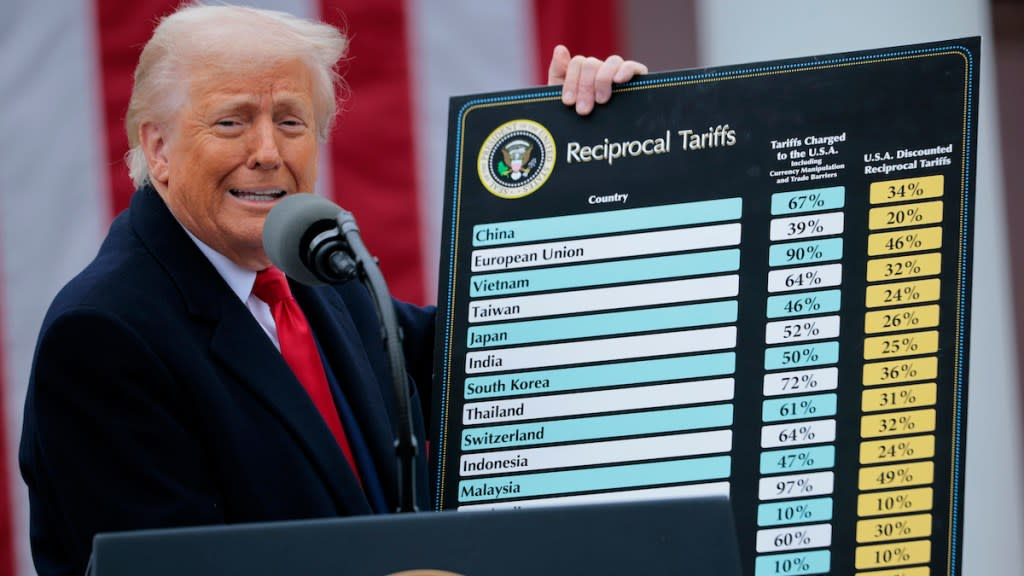 Reciprocal Tariffs
Country
Tariffs Charged
to the U.S.A.
Including
Currency Manipulation
and Trade Barriers
U.S.A. Discounted
Reciprocal Tariffs
China 67% 34%
European Union 39% 20%
Vietnam 90% 46%
Taiwan 64% 32%
Japan 46% 24%
India 52% 26%
South Korea 50% 25%
Thailand 72% 36%
Switzerland 61% 31%
Indonesia 64% 32%
Malaysia 47% 24%
97% 49%
10% 10%
60% 30%
10% 10%